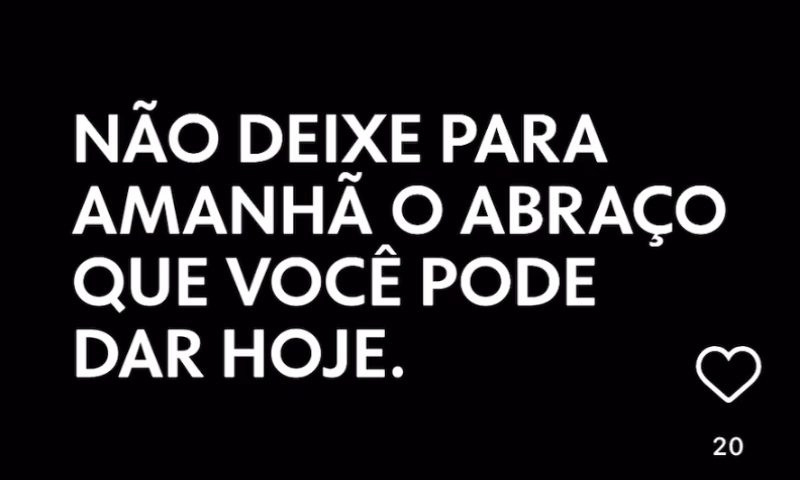 NÃO DEIXE PARA
AMANHÃ O ABRAÇO
QUE VOCÊ PODE
DAR HOJE.
20